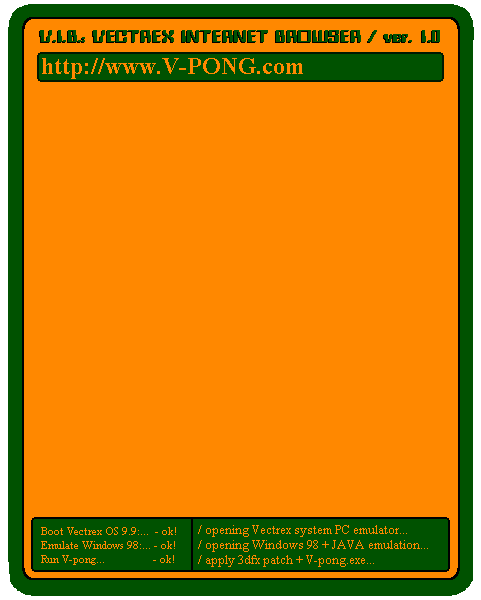 V.I.B.: VECTREX INTERNET BROWSER / ver. 1.0
http://www.V-PONG.com
Boot Vectrex OS 9.9:... - ok!
Emulate Windows 98:... - ok!
Run V-pong... - ok!
/ opening Vectrex system PC emulator...
/ opening Windows 98 + JAVA emulation...
/ apply 3dfx patch + V-pong.exe...